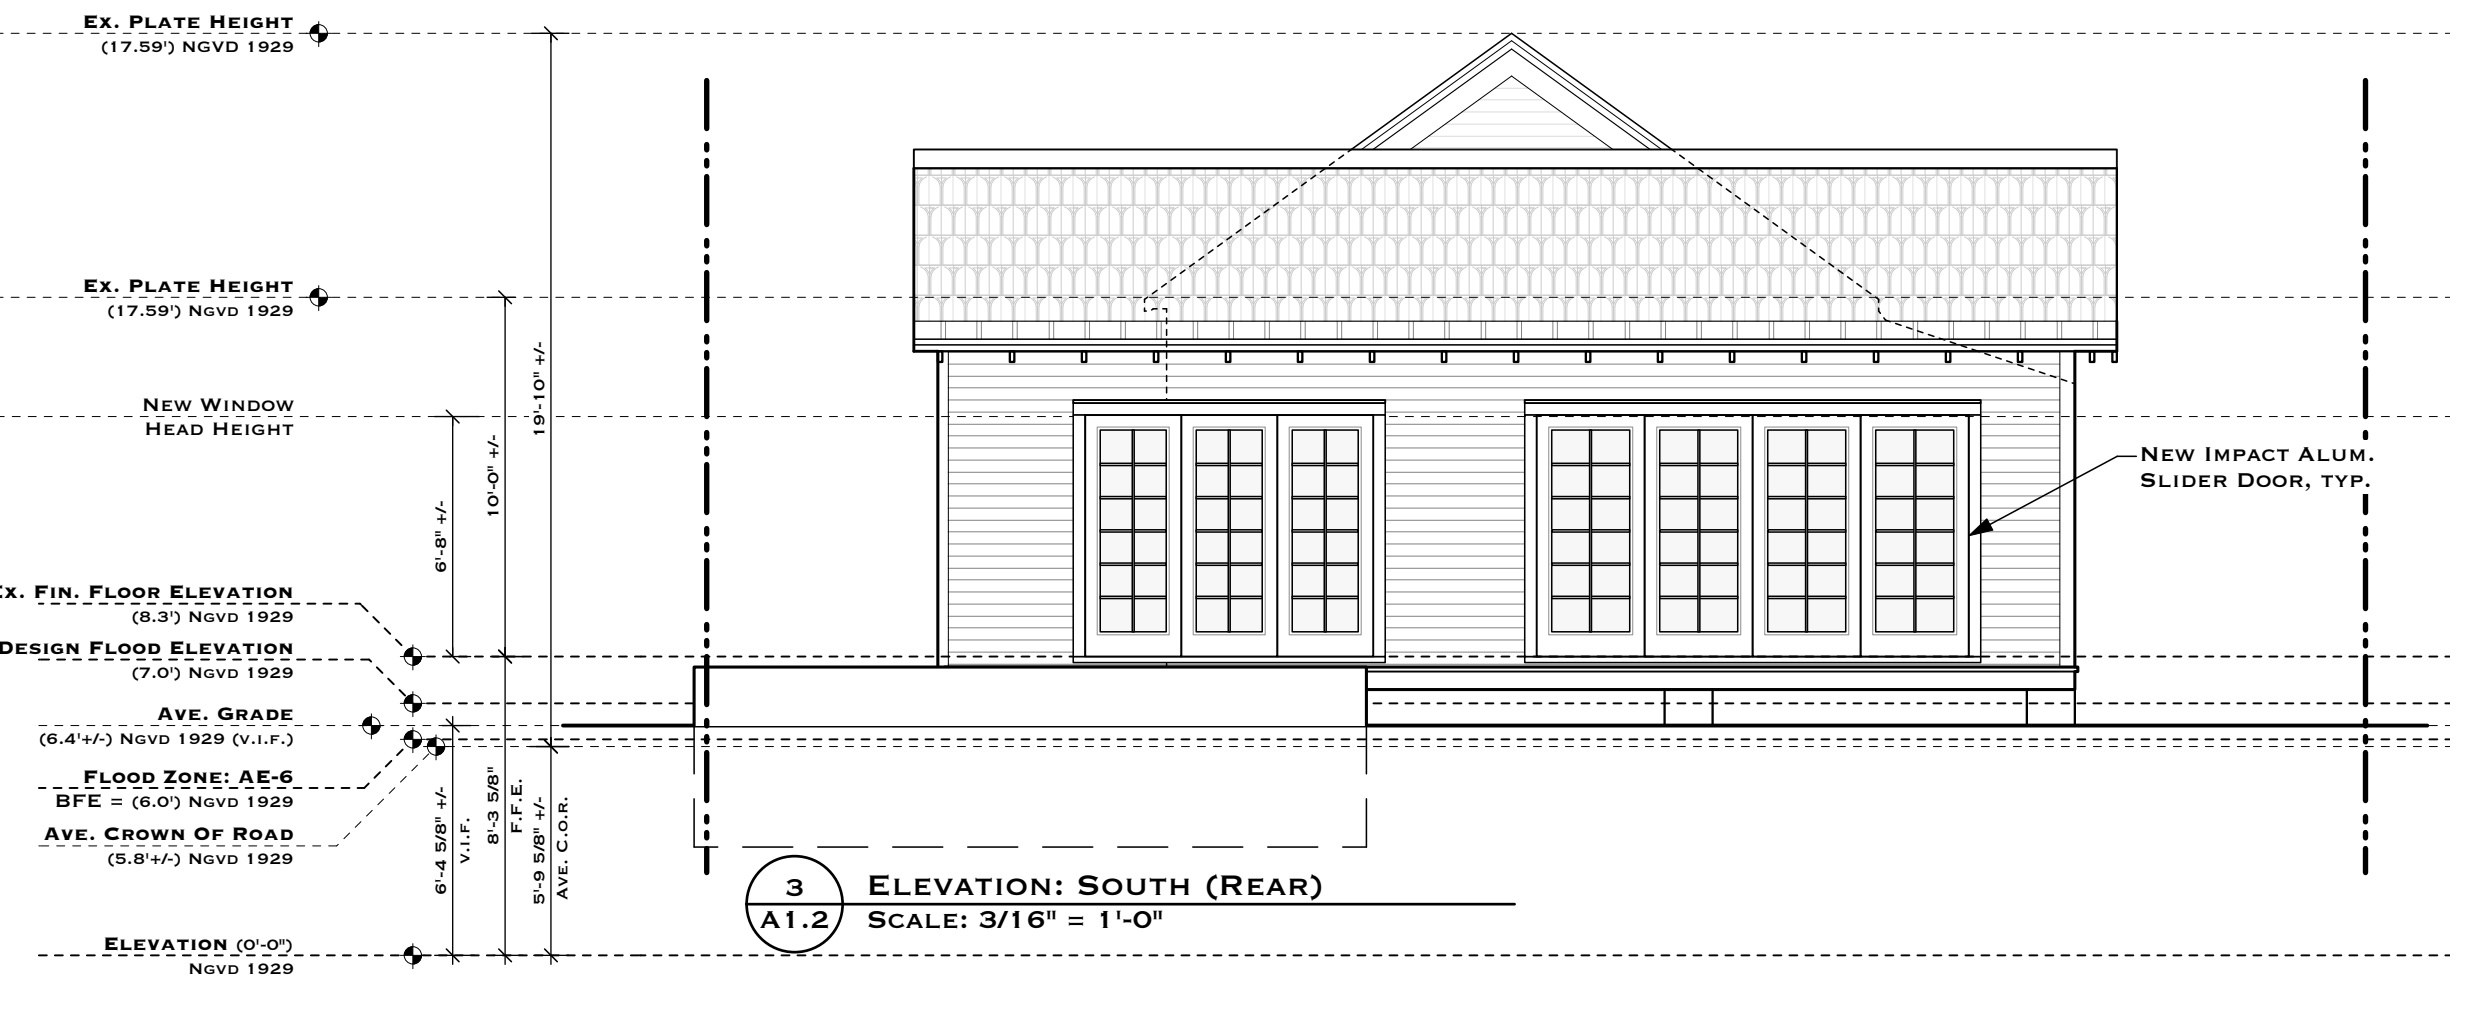 Ex. Plate Height
(17.59') NGVD 1929
Ex. Plate Height
(17.59') NGVD 1929
New Window
Head Height
Ex. Fin. Floor Elevation
(8.3') NGVD 1929
Design Flood Elevation
(7.0') NGVD 1929
Ave. Grade
(6.4'+/-) NGVD 1929 (V.I.F.)
Flood Zone: AE-6
BFE = (6.0') NGVD 1929
Ave. Crown Of Road
(5.8'+/-) NGVD 1929
Elevation (0'-0")
NGVD 1929
6'-8" +/-
10'-0" +/-
19'-10" +/-
6'-4 5/8" +/-
V.I.F.
8'-3 5/8"
F.F.E.
5'-9 5/8" +/-
Ave. C.O.R.
New Impact Alum.
Slider Door, typ.
3
A1.2
Elevation: South (Rear)
Scale: 3/16" = 1'-0"